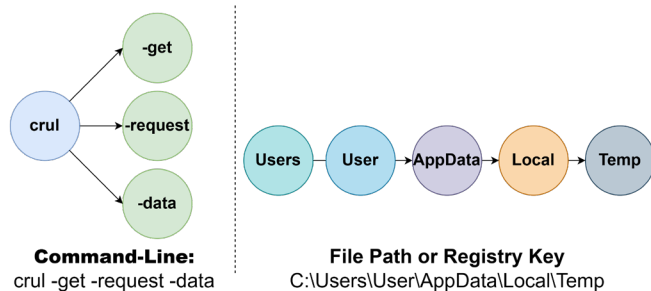 -get
crul
-request
-data
Command-Line:
crul -get -request -data
Users
User
AppData
Local
Temp
File Path or Registry Key
C:\Users\User\AppData\Local\Temp